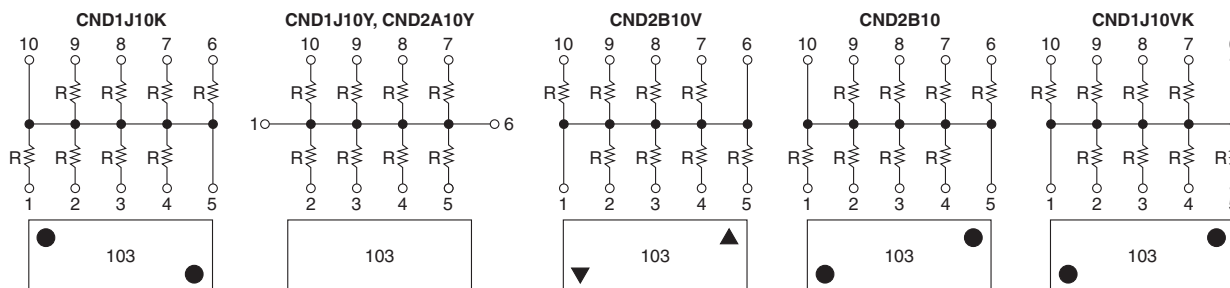 CND1J10K CND1J10Y, CND2A10Y CND2B10V CND2B10 CND1J10VK
10 9 8 7 6 10 9 8 7 10 9 8 7 6 10 9 8 7 6 10 9 8 7
R R R R R R R R R R R R R R R R R R R R
1 6
R R R R R R R R R R R R R R R R R R R R
1 2 3 4 5 2 3 4 5 1 2 3 4 5 1 2 3 4 5 1 2 3 4
103 103 103 103 103